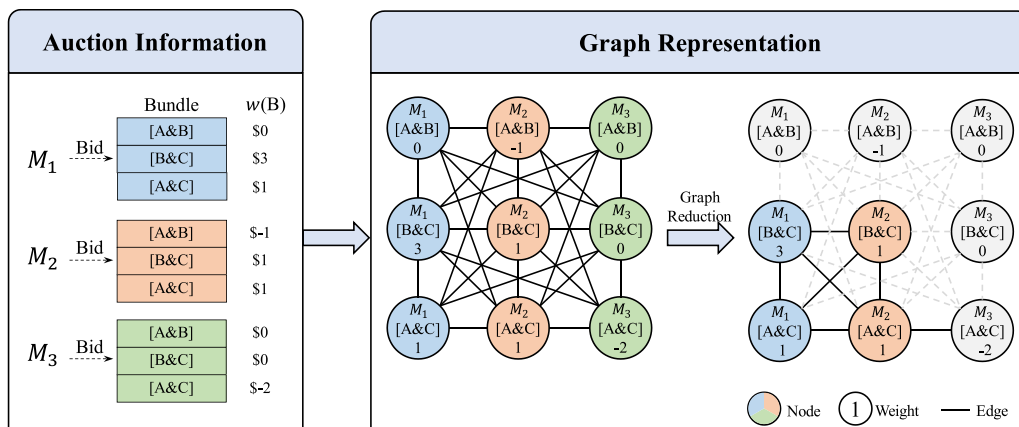 Auction Information
Bundle w(B)
M1 Bid
[A&B] $0
[B&C] $3
[A&C] $1
M2 Bid
[A&B] $-1
[B&C] $1
[A&C] $1
M3 Bid
[A&B] $0
[B&C] $0
[A&C] $-2
Graph Representation
M1 M2 M3
[A&B] [A&B] [A&B]
0 -1 0
M1 M2 M3
[B&C] [B&C] [B&C]
3 1 0
M1 M2 M3
[A&C] [A&C] [A&C]
1 1 -2
Graph
Reduction
M1 M2 M3
[A&B] [A&B] [A&B]
0 -1 0
M1 M2 M3
[B&C] [B&C] [B&C]
3 1 0
M1 M2 M3
[A&C] [A&C] [A&C]
1 1 -2
Node 1 Weight Edge